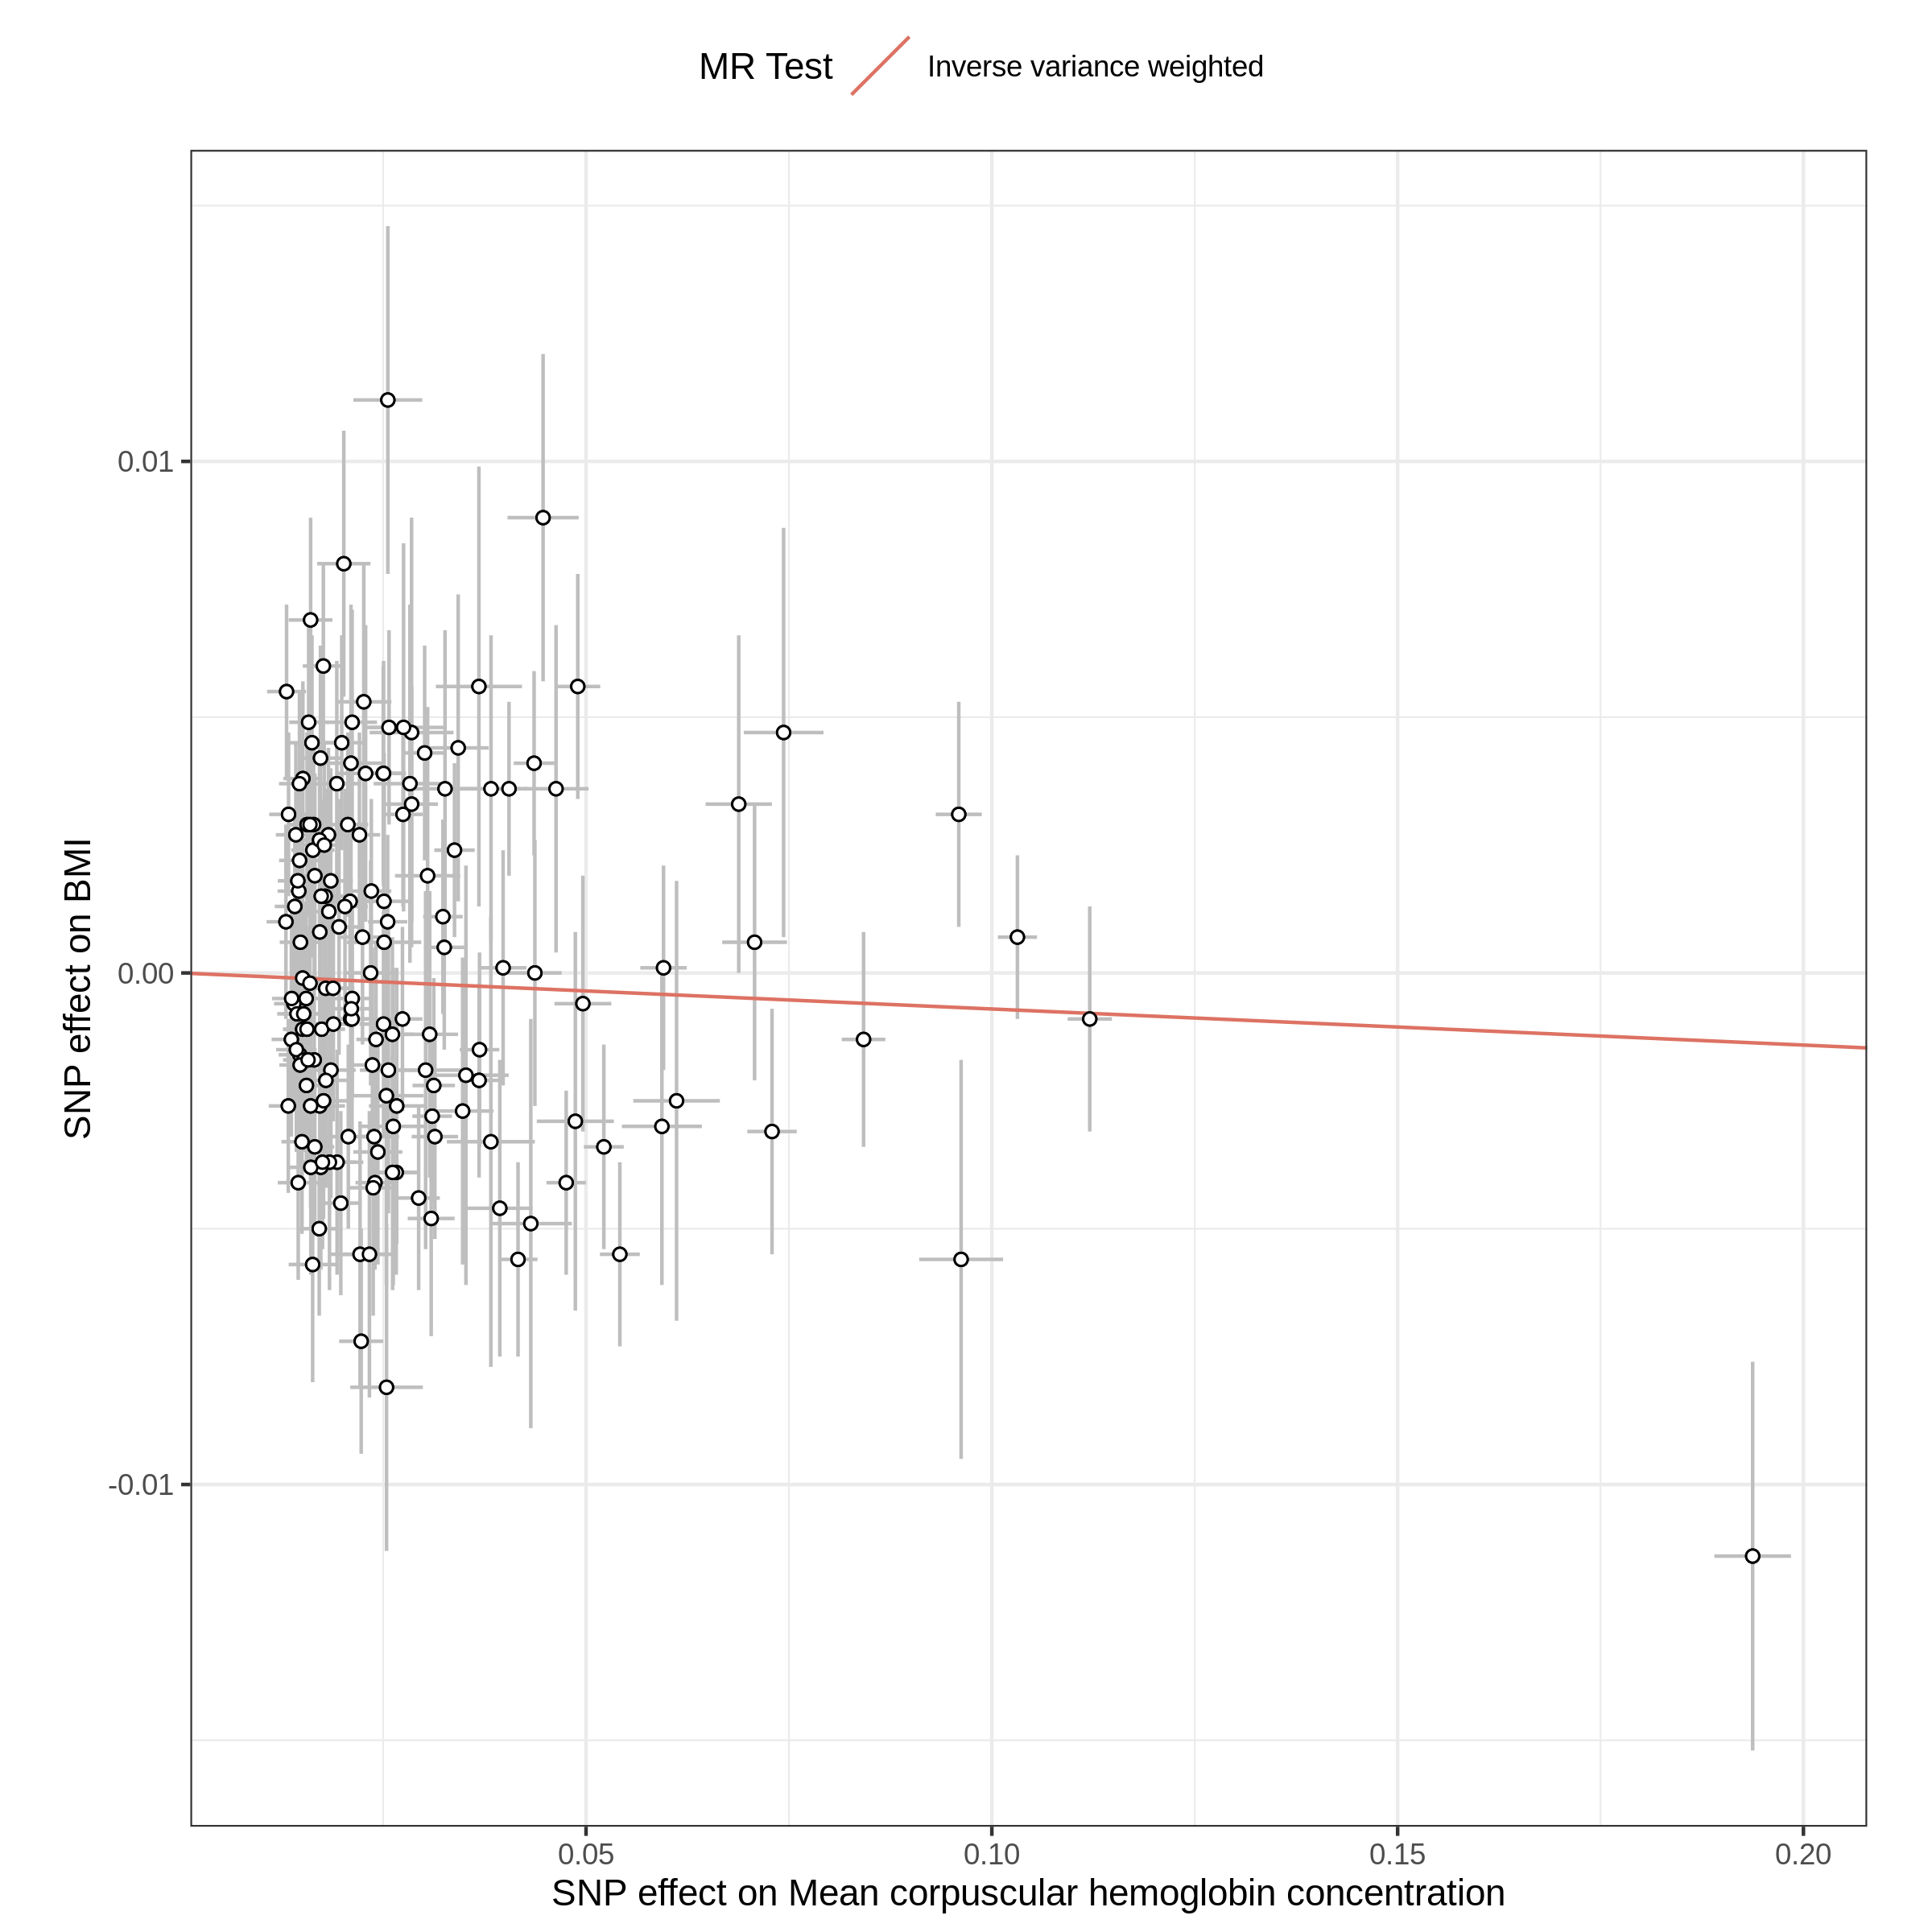 MR Test Inverse variance weighted
0.01
0.00
-0.01
SNP effect on BMI
0.05 0.10 0.15 0.20
SNP effect on Mean corpuscular hemoglobin concentration